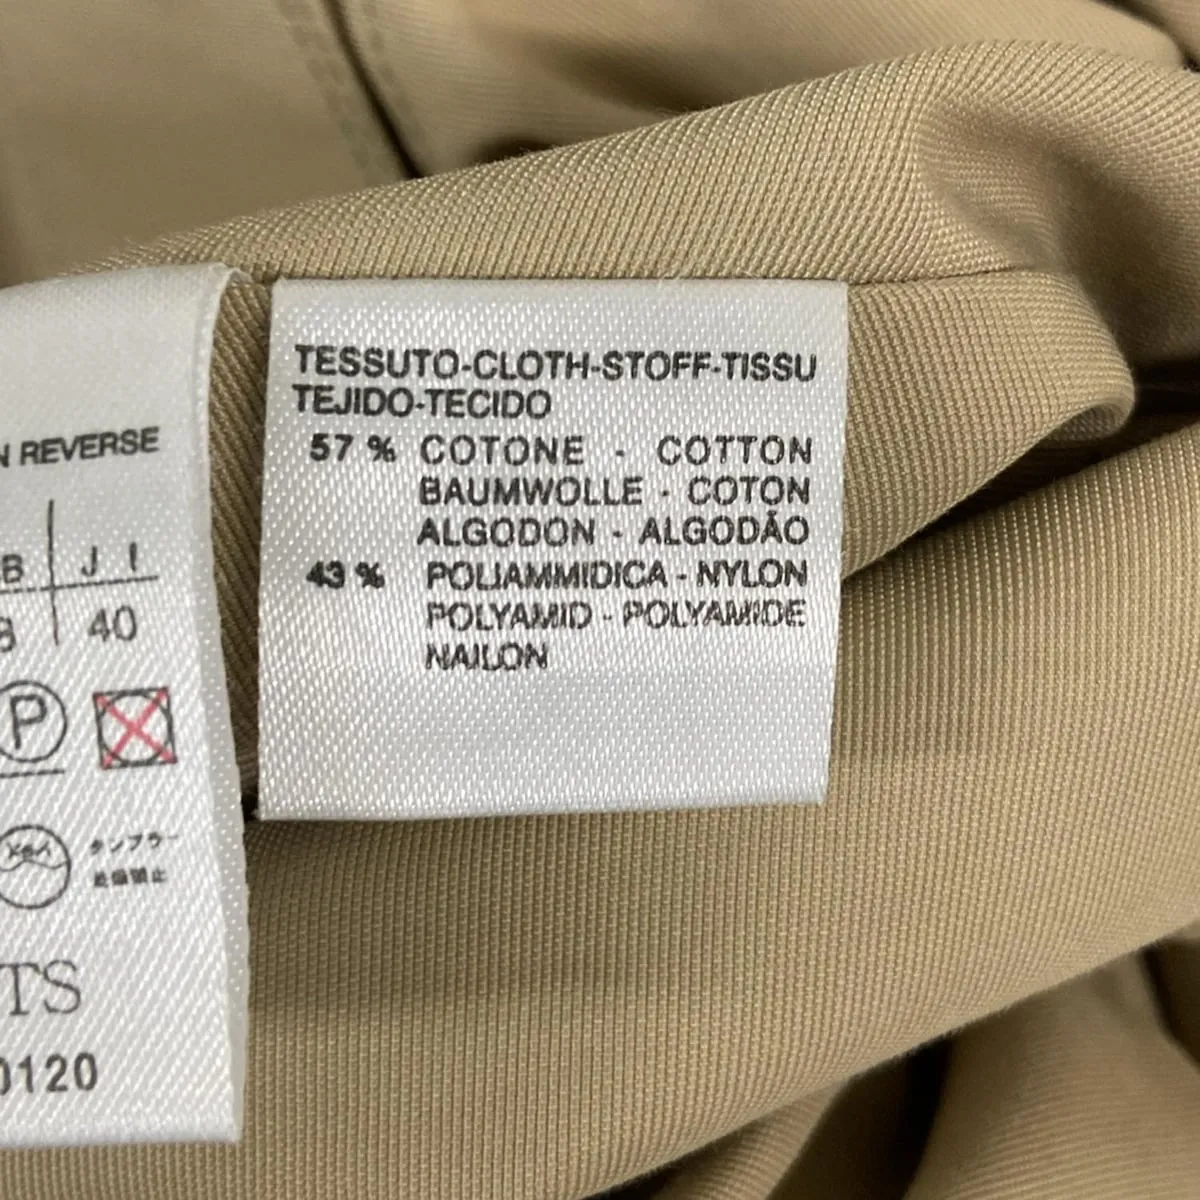 N REVERSE
B J I
8 40
P
タンブラー
乾燥禁止
TS
0120
TESSUTO-CLOTH-STOFF-TISSU
TEJIDO-TECIDO
57 % COTONE - COTTON
BAUMWOLLE - COTON
ALGODON - ALGODÃO
43 % POLIAMMIDICA - NYLON
POLYAMID - POLYAMIDE
NAILON